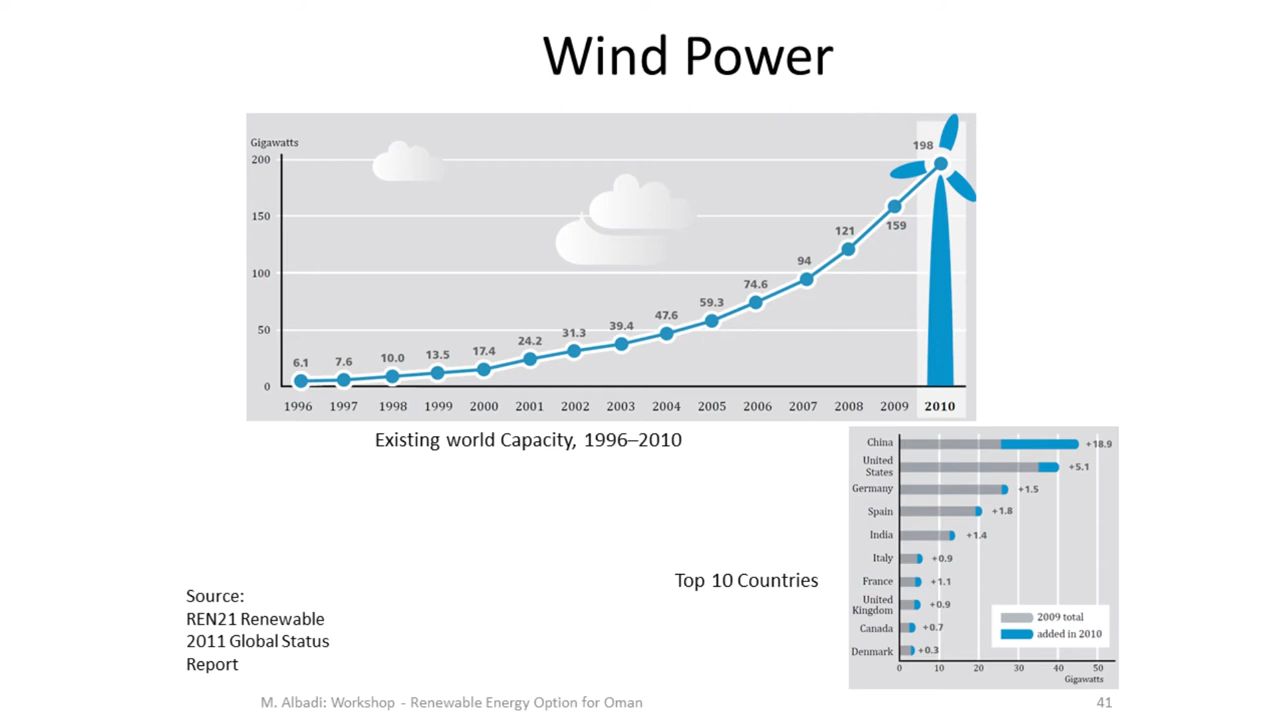 Wind Power
Gigawatts
200
150
100
50
0
6.1 7.6 10.0 13.5 17.4 24.2 31.3 39.4 47.6 59.3 74.6 94 121 159 198
1996 1997 1998 1999 2000 2001 2002 2003 2004 2005 2006 2007 2008 2009 2010
Existing world Capacity, 1996–2010
China +18.9
United
States +5.1
Germany +1.5
Spain +1.8
India +1.4
Italy +0.9
France +1.1
United
Kingdom +0.9
Canada +0.7
Denmark +0.3
2009 total
added in 2010
0 10 20 30 40 50
Gigawatts
Top 10 Countries
Source:
REN21 Renewable
2011 Global Status
Report
M. Albadi: Workshop - Renewable Energy Option for Oman
41